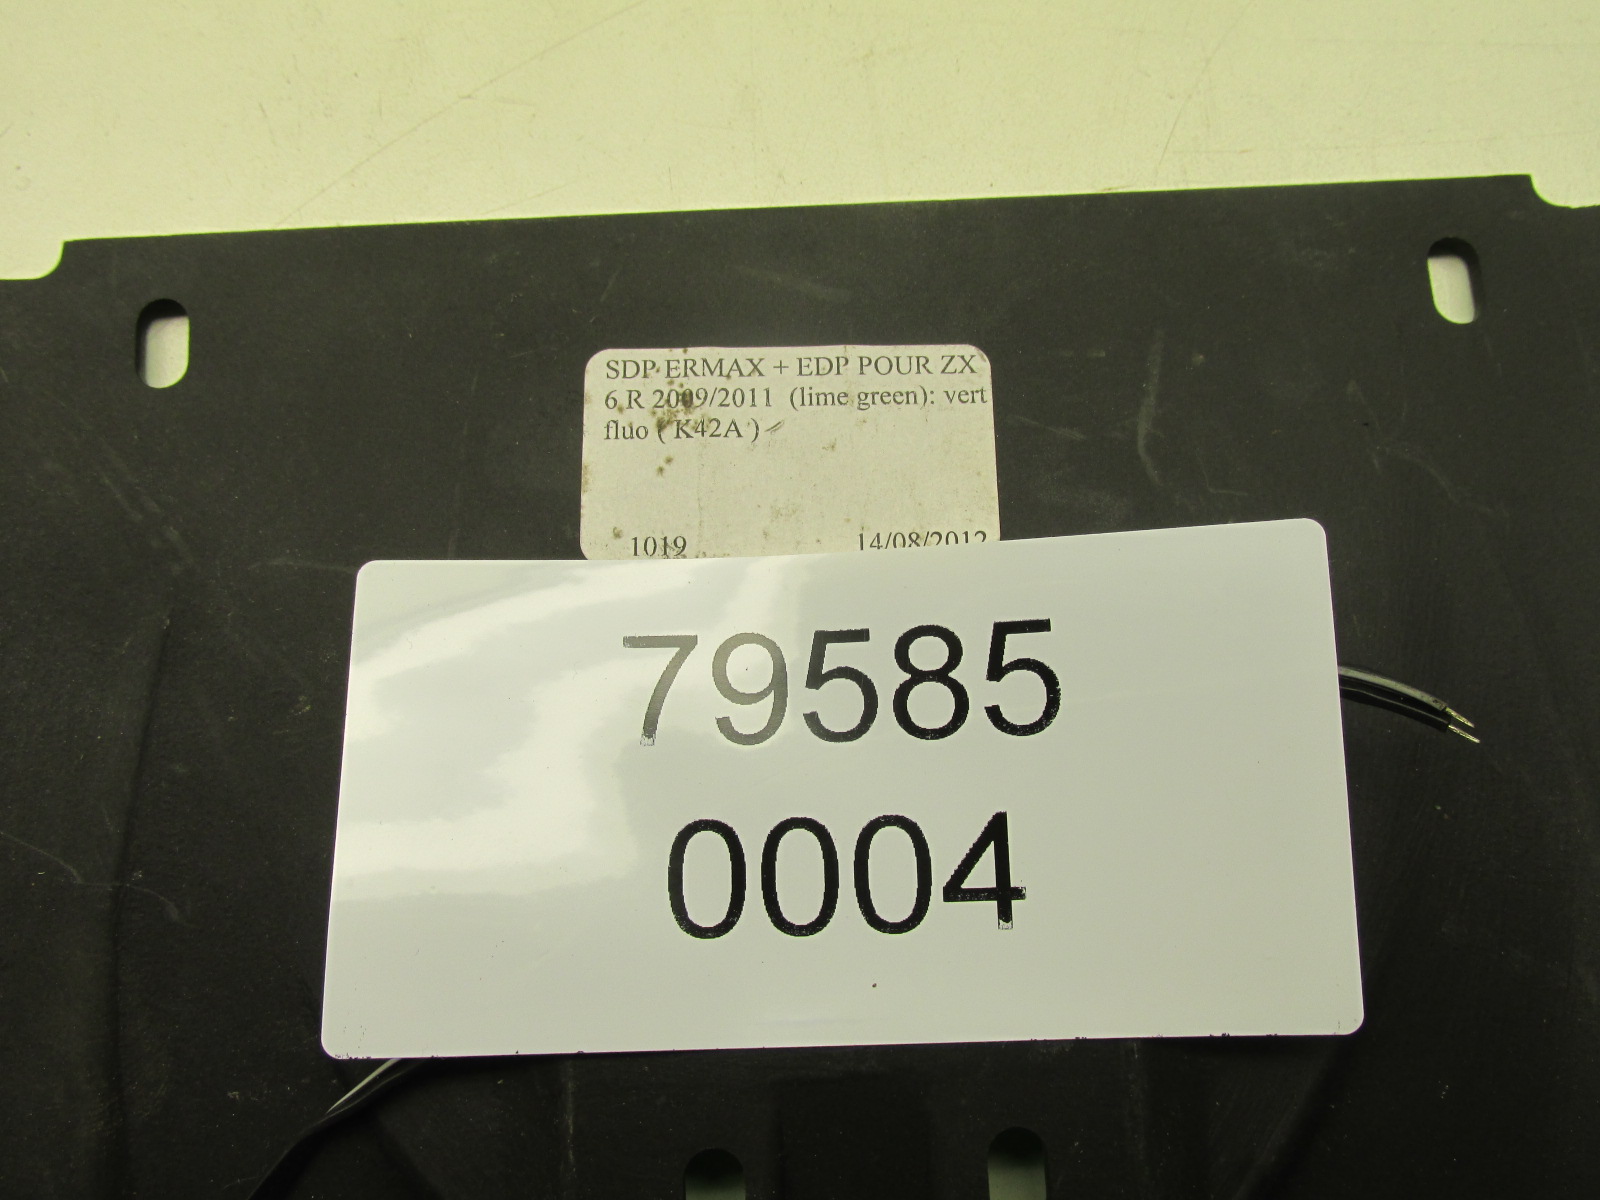 SDP ERMAX + EDP POUR ZX
6 R 2009/2011 (lime green): vert
fluo ( K42A )
1019 14/08/2012
79585
0004